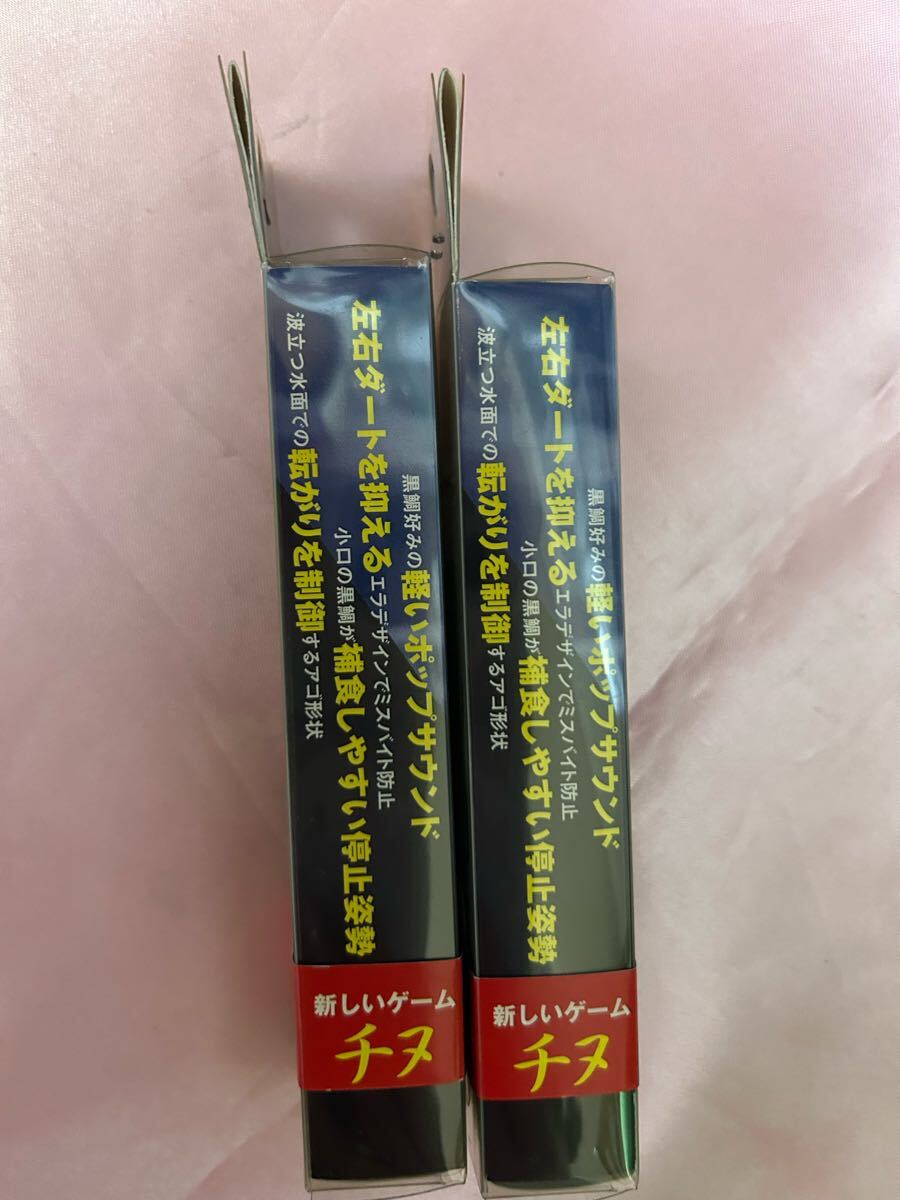 黒鯛好みの軽いポップサウンド
左右ダートを抑えるエラデザインでミスバイト防止
小口の黒鯛が補食しやすい停止姿勢
波立つ水面での転がりを制御するアゴ形状
新しいゲーム
チヌ
黒鯛好みの軽いポップサウンド
左右ダートを抑えるエラデザインでミスバイト防止
小口の黒鯛が補食しやすい停止姿勢
波立つ水面での転がりを制御するアゴ形状
新しいゲーム
チヌ